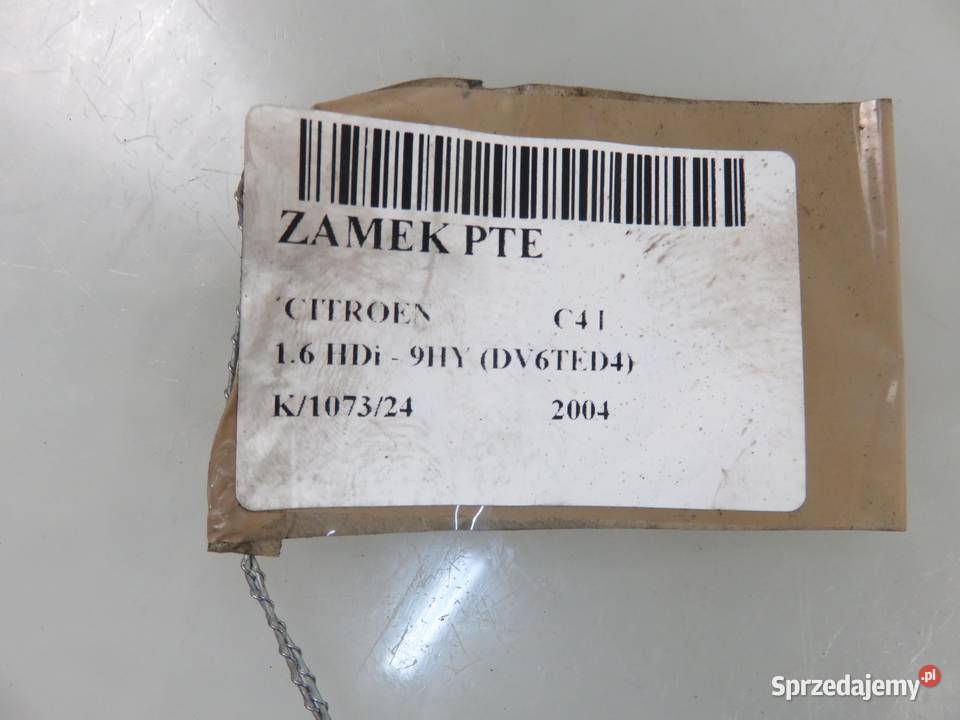 ZAMEK PTE
CITROEN C4 I
1.6 HDi - 9HY (DV6TED4)
K/1073/24 2004
Sprzedajemy.pl